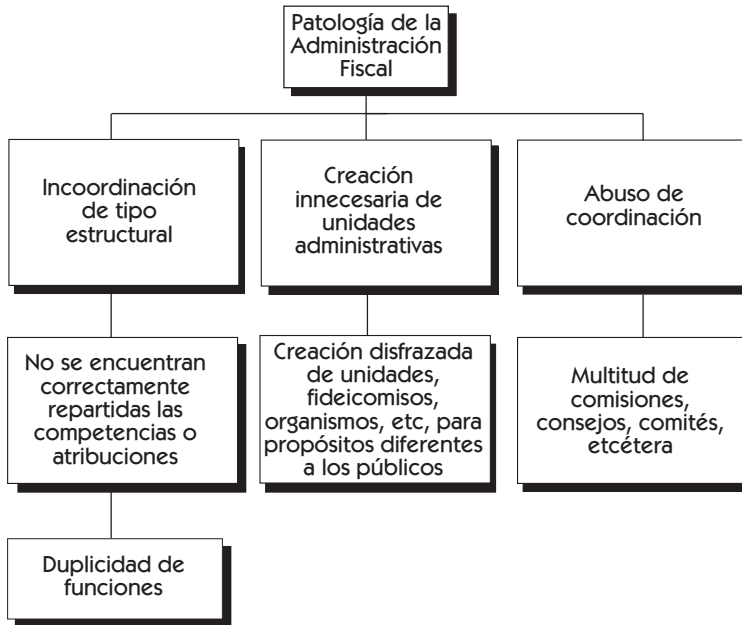 Patología de la
Administración
Fiscal
Incoordinación
de tipo
estructural
Creación
innecesaria de
unidades
administrativas
Abuso de
coordinación
No se encuentran
correctamente
repartidas las
competencias o
atribuciones
Creación disfrazada
de unidades,
fideicomisos,
organismos, etc, para
propósitos diferentes
a los públicos
Multitud de
comisiones,
consejos, comités,
etcétera
Duplicidad de
funciones